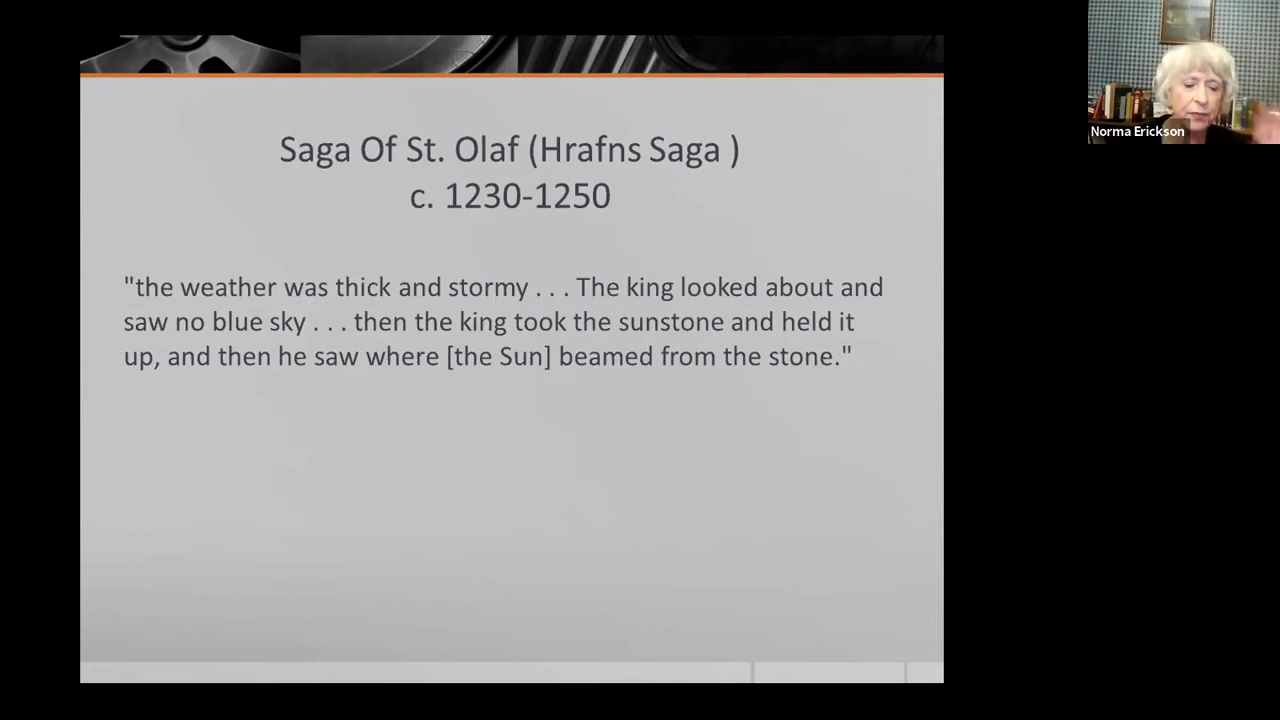 Saga Of St. Olaf (Hrafns Saga )
c. 1230-1250
"the weather was thick and stormy . . . The king looked about and
saw no blue sky . . . then the king took the sunstone and held it
up, and then he saw where [the Sun] beamed from the stone."
Norma Erickson